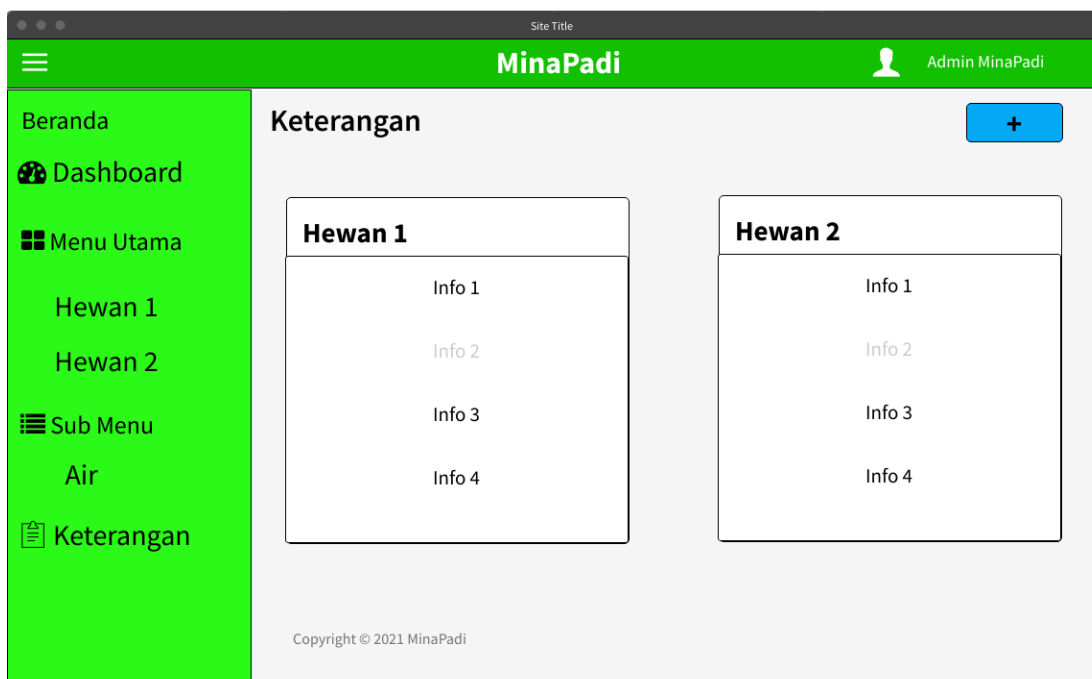 Site Title
MinaPadi
Admin MinaPadi
Beranda
Dashboard
Menu Utama
Hewan 1
Hewan 2
Sub Menu
Air
Keterangan
Keterangan
+
Hewan 1
Info 1
Info 2
Info 3
Info 4
Hewan 2
Info 1
Info 2
Info 3
Info 4
Copyright © 2021 MinaPadi